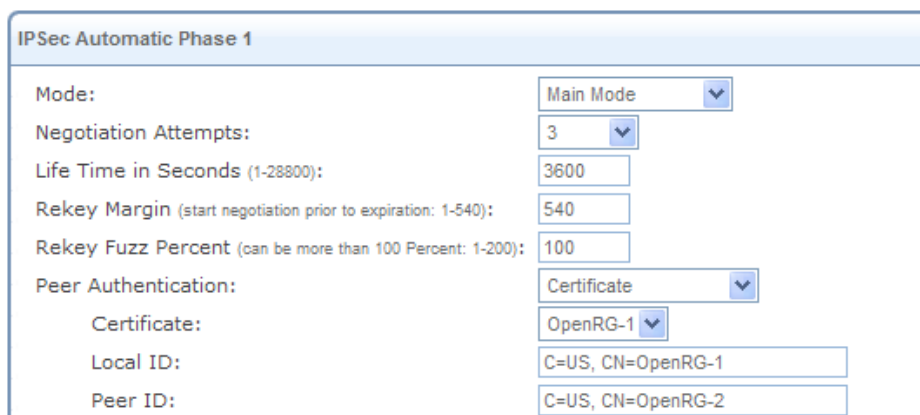 IPSec Automatic Phase 1
Mode: Main Mode
Negotiation Attempts: 3
Life Time in Seconds (1-28800): 3600
Rekey Margin (start negotiation prior to expiration: 1-540): 540
Rekey Fuzz Percent (can be more than 100 Percent: 1-200): 100
Peer Authentication: Certificate
Certificate: OpenRG-1
Local ID: C=US, CN=OpenRG-1
Peer ID: C=US, CN=OpenRG-2